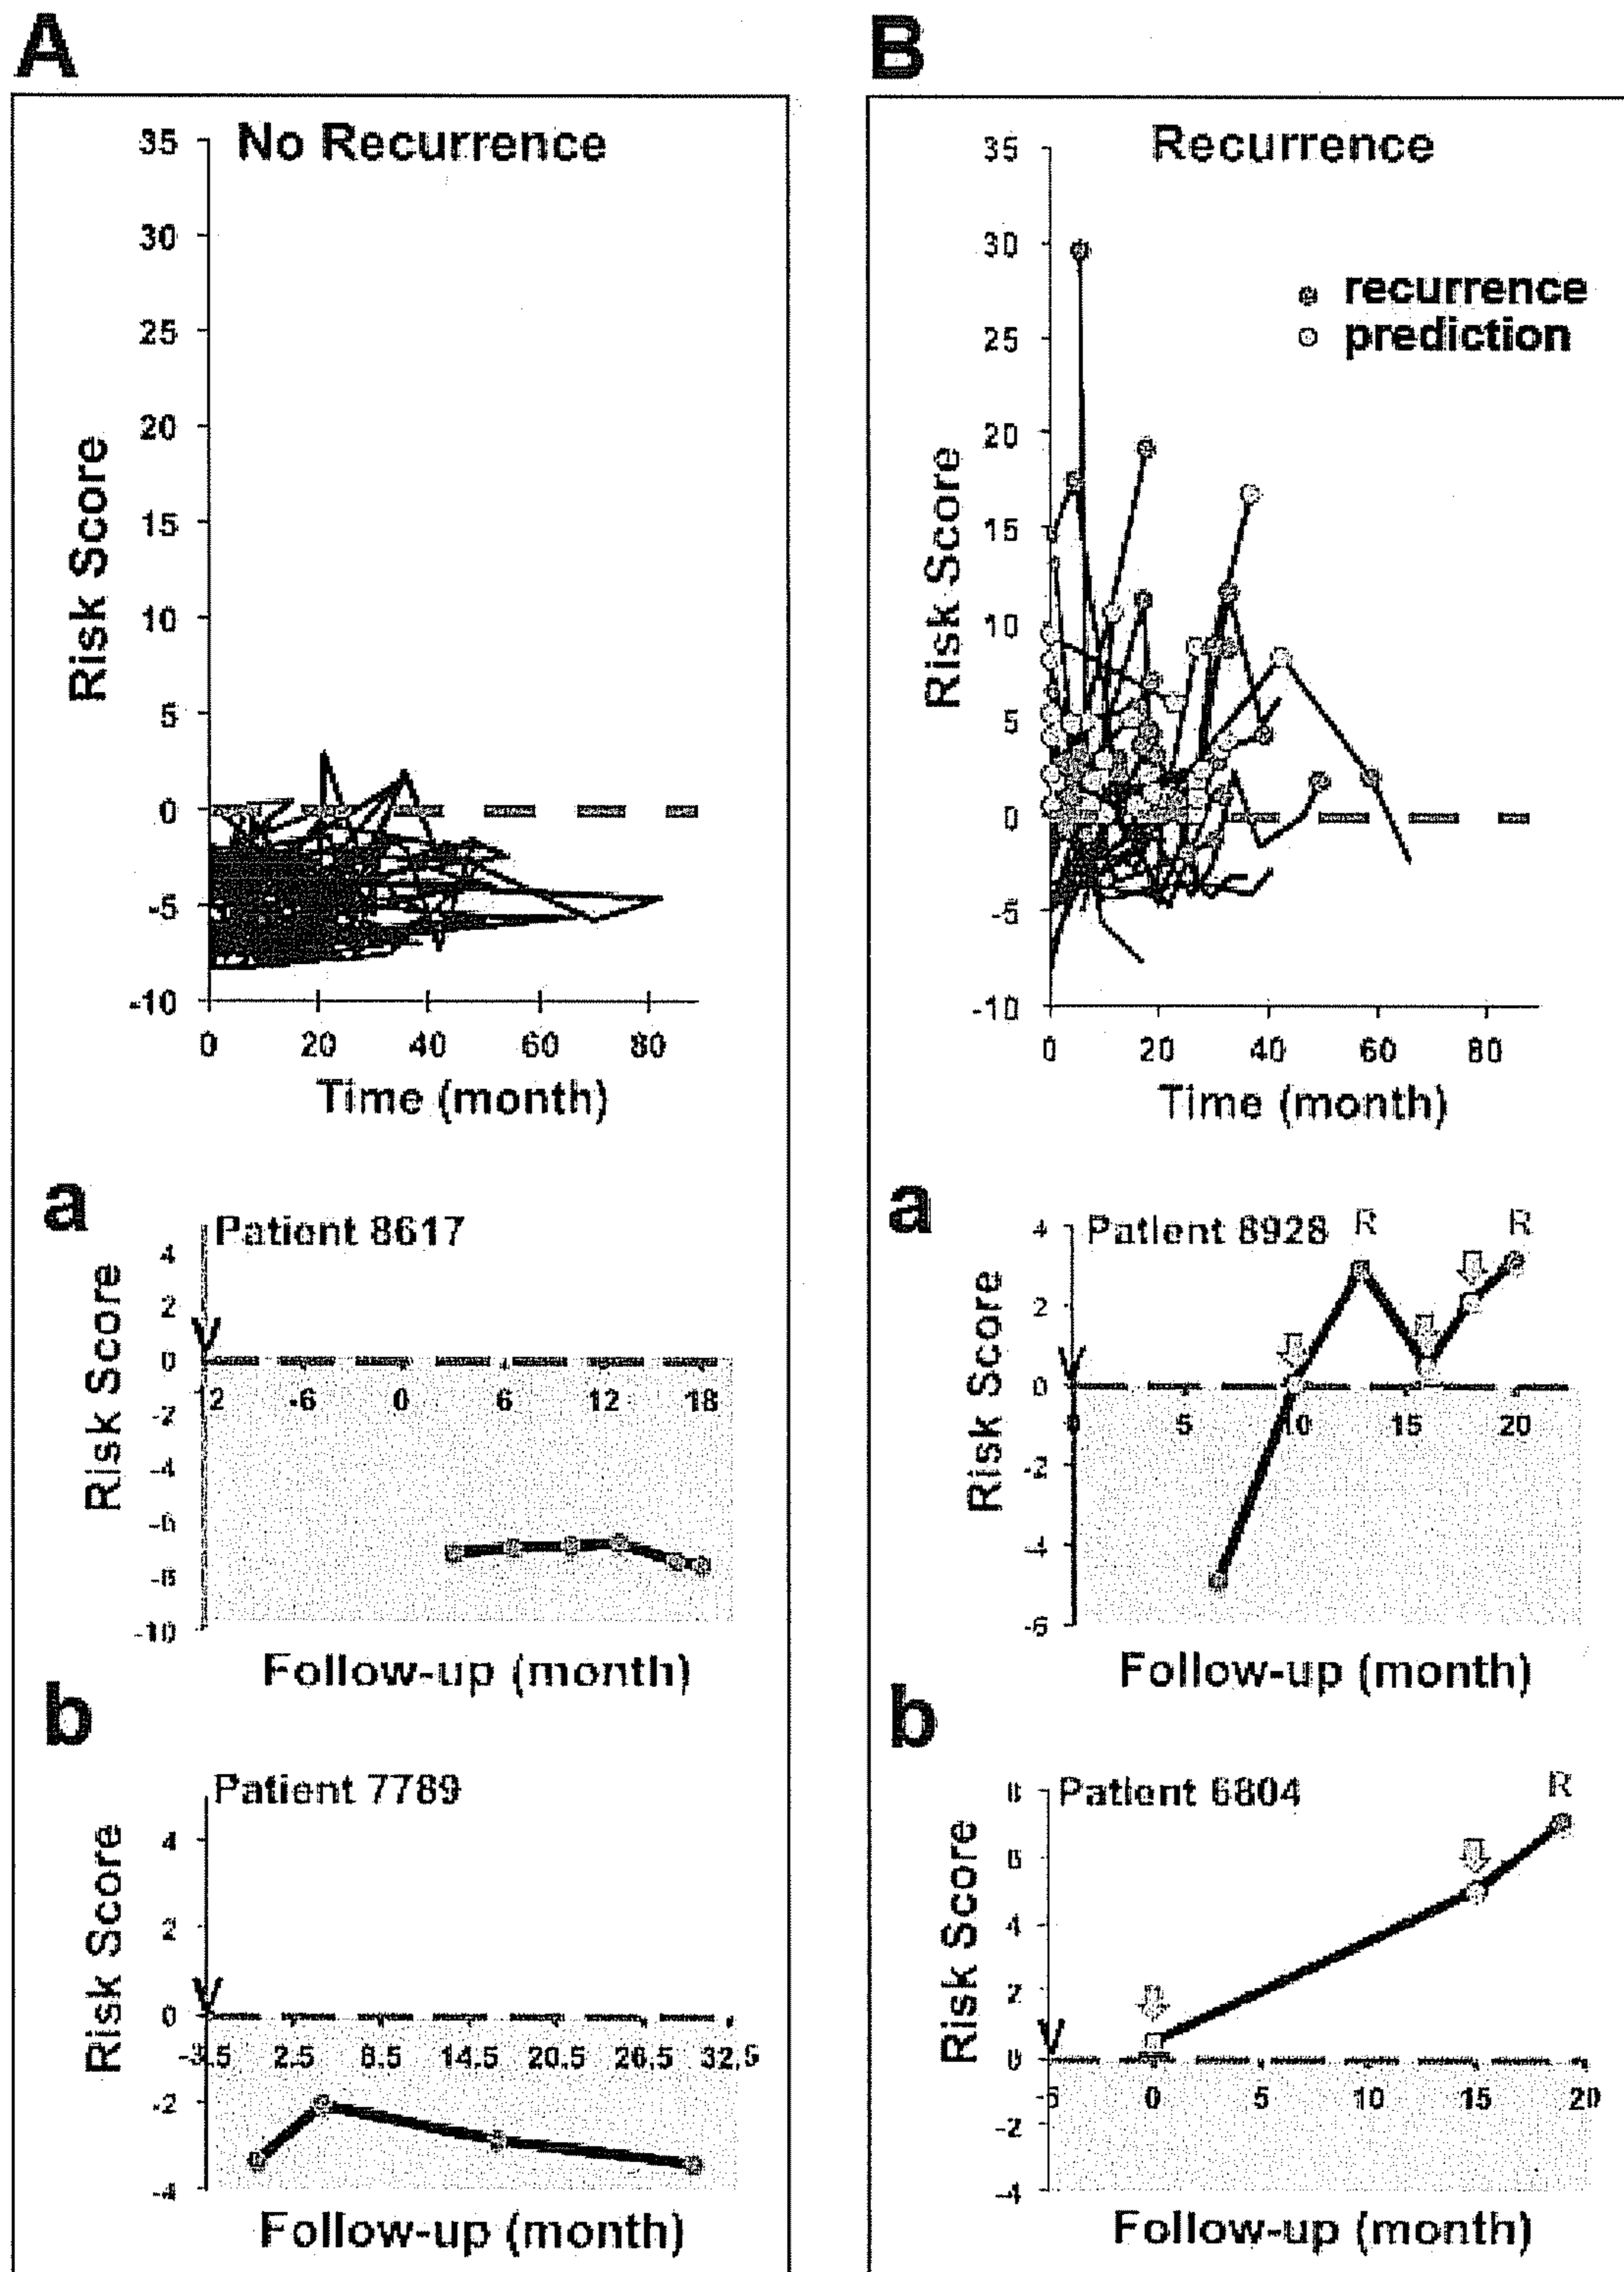 A
No Recurrence
35
30
25
20
15
10
5
0
-5
-10
Risk Score
0 20 40 60 80
Time (month)
a
Patient 8617
4
2
0
-2
-4
-6
-8
-10
Risk Score
-6 0 6 12 18
Follow-up (month)
b
Patient 7789
4
2
0
-2
-4
Risk Score
-3.5 2.5 8.5 14.5 20.5 26.5 32.5
Follow-up (month)
B
Recurrence
35
30
25
20
15
10
5
0
-5
-10
recurrence
prediction
Risk Score
0 20 40 60 80
Time (month)
a
Patient 8928 R R
4
2
0
-2
-4
-6
Risk Score
0 5 10 15 20
Follow-up (month)
b
Patient 6804 R
8
6
4
2
0
-2
-4
Risk Score
0 5 10 15 20
Follow-up (month)